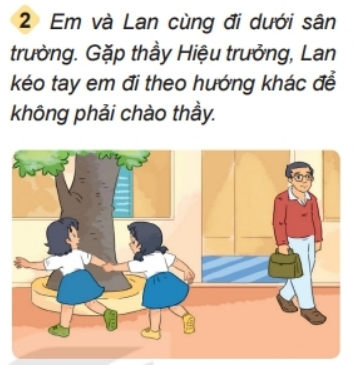 2 Em và Lan cùng đi dưới sân
trường. Gặp thầy Hiệu trưởng, Lan
kéo tay em đi theo hướng khác để
không phải chào thầy.